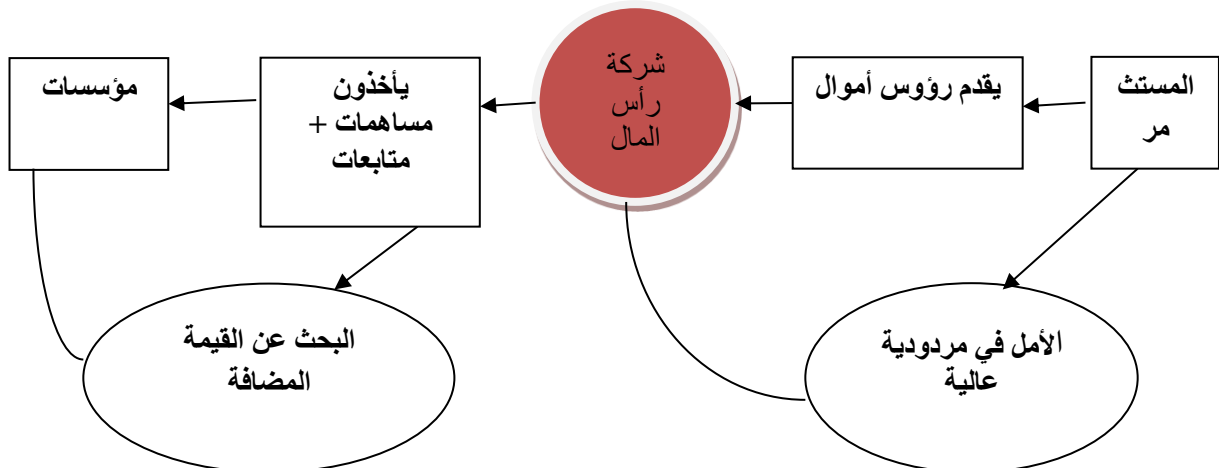 المستث
مر
يقدم رؤوس أموال
شركة
رأس
المال
يأخذون
مساهمات +
متابعات
مؤسسات
الأمل في مردودية
عالية
البحث عن القيمة
المضافة